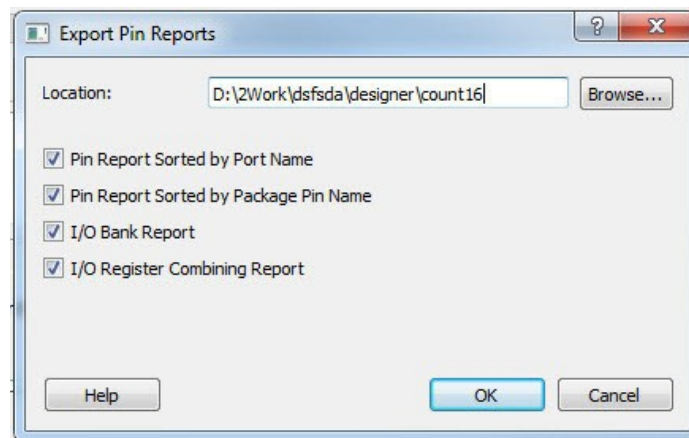 Export Pin Reports
Location: D:\2Work\dsfsda\designer\count16 Browse...
Pin Report Sorted by Port Name
Pin Report Sorted by Package Pin Name
I/O Bank Report
I/O Register Combining Report
Help OK Cancel